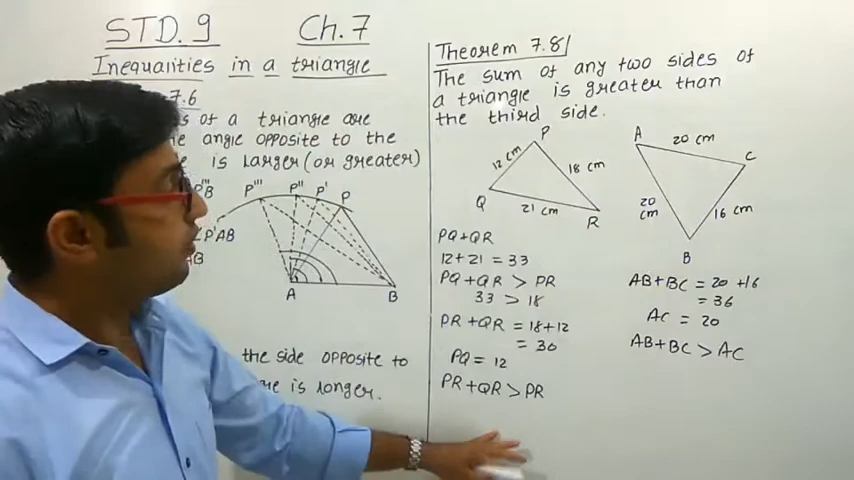 STD. 9 Ch. 7
Inequalities in a triangle
7.6
s of a triangle are
e angle opposite to the
e is larger (or greater)
P'''B P''' P'' P' P
P'AB
AB
A B
the side opposite to
e is longer.
Theorem 7.8
The sum of any two sides of
a triangle is greater than
the third side.
P
12 cm 18 cm
Q
21 cm R
A 20 cm
C
20
cm 16 cm
B
PQ+QR
12+21 = 33
PQ+QR > PR
33 > 18
PR+QR = 18+12
= 30
PQ = 12
PR+QR > PR
AB+BC = 20 +16
= 36
AC = 20
AB+BC > AC